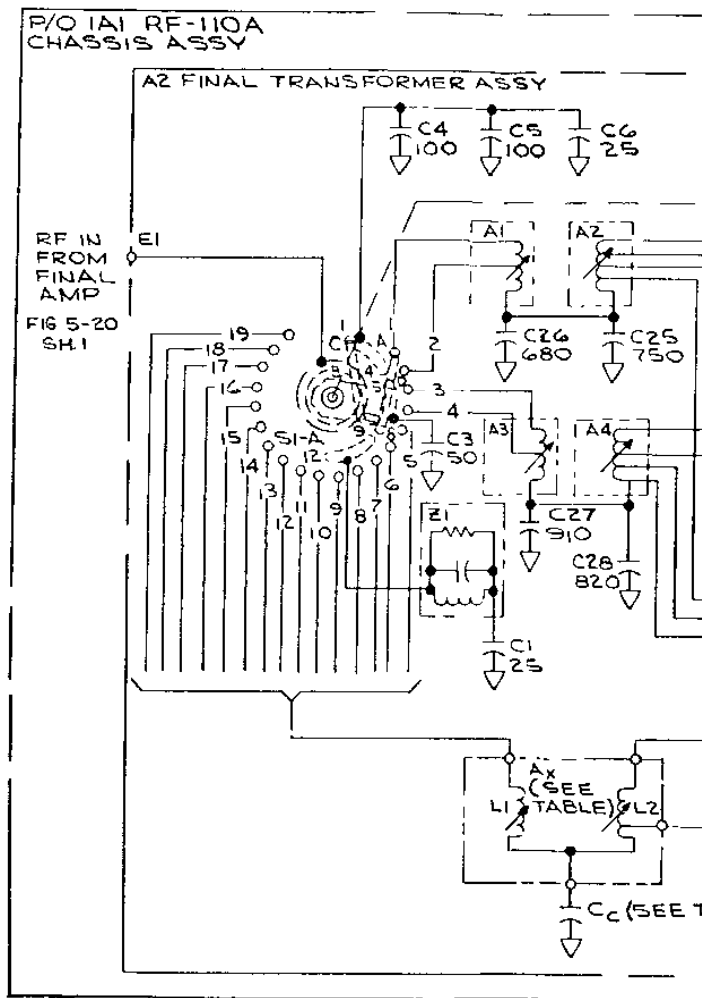 P/O 1A1 RF-110A
CHASSIS ASSY
A2 FINAL TRANSFORMER ASSY
C4
100
C5
100
C6
25
RF IN
FROM
FINAL
AMP
E1
FIG 5-20
SH.1
A1
A2
C26
680
C25
750
19
18
17
16
15
14
13
12
11
10
9
8
7
6
5
4
3
2
1
A
S1-A
12
9
C3
50
A3
A4
C27
910
C28
820
Z1
C1
25
Ax
(SEE
TABLE)
L1
L2
Cc (SEE T